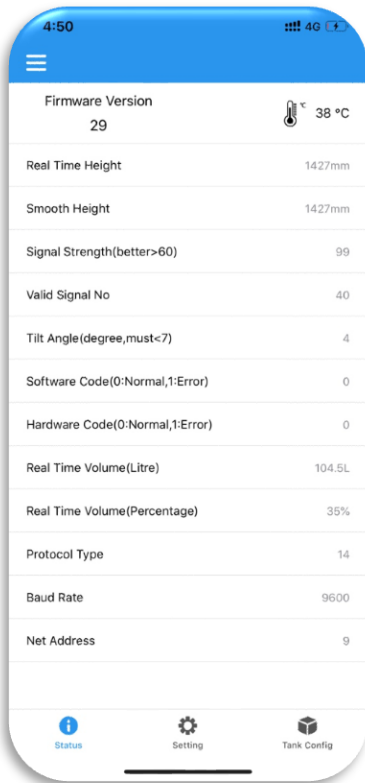 4:50 4G
Firmware Version
29
℃ 38 °C
Real Time Height 1427mm
Smooth Height 1427mm
Signal Strength(better>60) 99
Valid Signal No 40
Tilt Angle(degree,must<7) 4
Software Code(0:Normal,1:Error) 0
Hardware Code(0:Normal,1:Error) 0
Real Time Volume(Litre) 104.5L
Real Time Volume(Percentage) 35%
Protocol Type 14
Baud Rate 9600
Net Address 9
Status Setting Tank Config